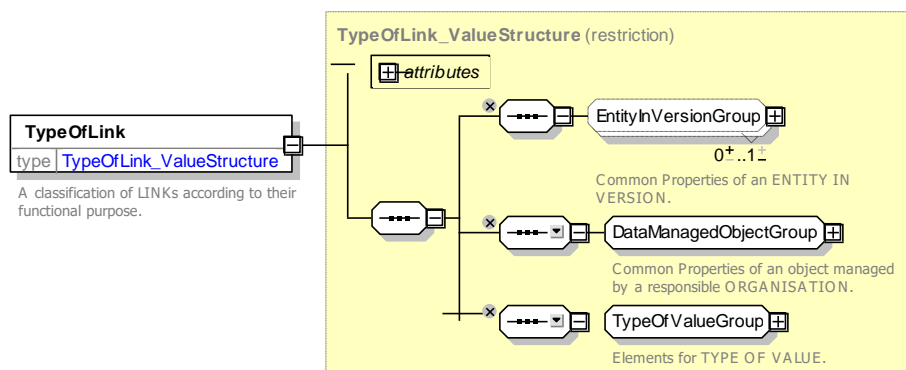 TypeOfLink_ValueStructure (restriction)
attributes
EntityInVersionGroup
0..1
Common Properties of an ENTITY IN
VERSION.
TypeOfLink
type TypeOfLink_ValueStructure
A classification of LINKs according to their
functional purpose.
DataManagedObjectGroup
Common Properties of an object managed
by a responsible ORGANISATION.
TypeOfValueGroup
Elements for TYPE OF VALUE.